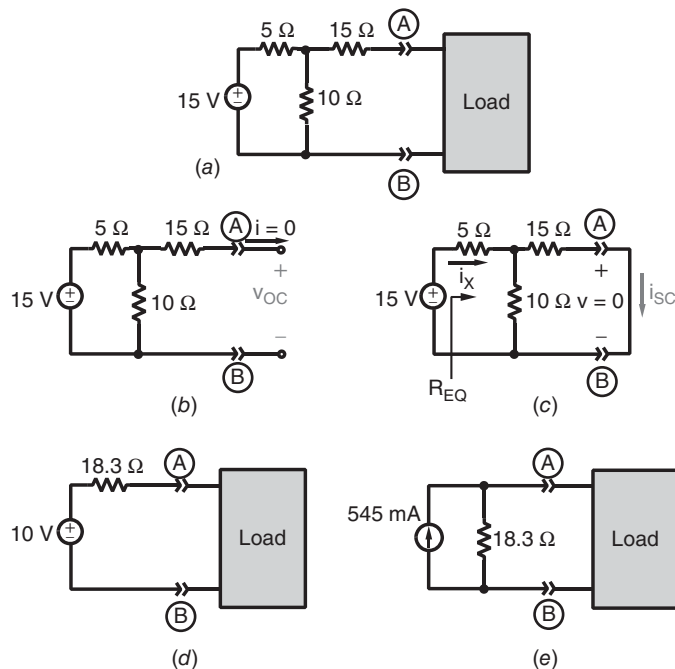 A
5 Ω 15 Ω
15 V + − 10 Ω Load
B
(a)
5 Ω 15 Ω A i = 0
+
15 V + − 10 Ω vOC
−
B
(b)
5 Ω 15 Ω A
iX +
15 V + − 10 Ω v = 0 iSC
−
REQ B
(c)
18.3 Ω A
10 V + − Load
B
(d)
A
545 mA 18.3 Ω Load
B
(e)